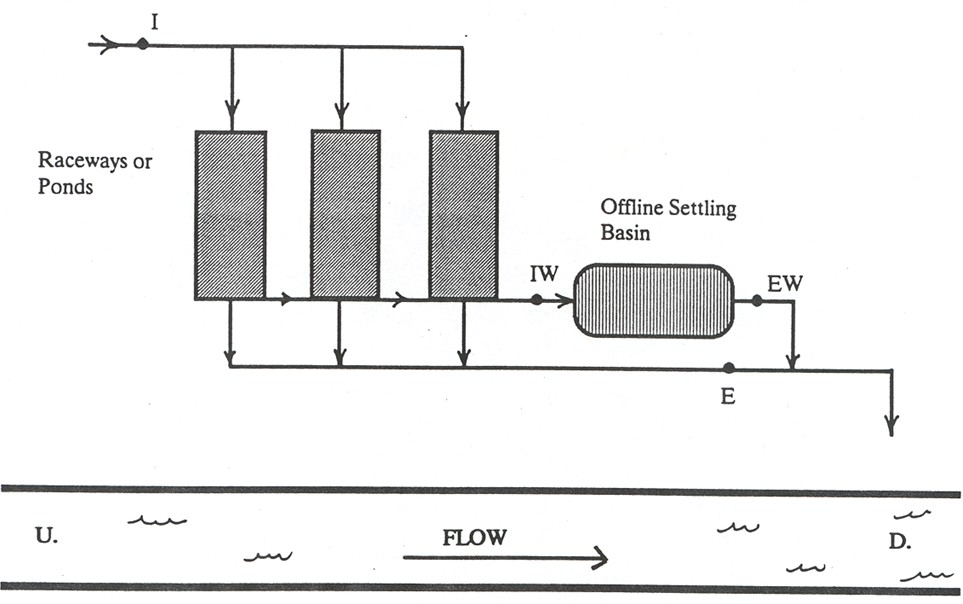 I
Raceways or
Ponds
Offline Settling
Basin
IW
EW
E
U.
FLOW
D.